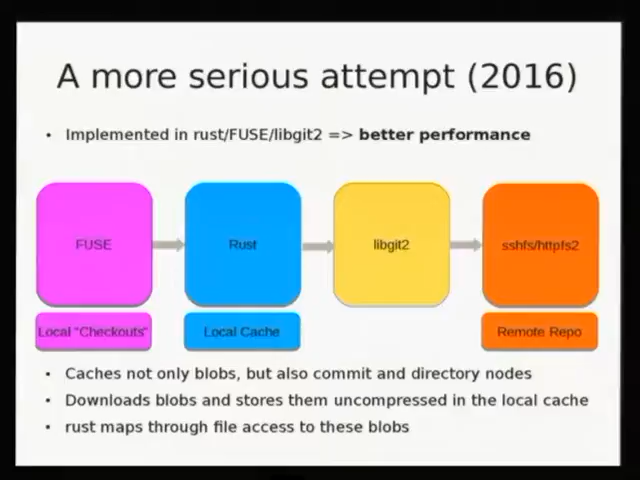 A more serious attempt (2016)
• Implemented in rust/FUSE/libgit2 => better performance
FUSE
Rust
libgit2
sshfs/httpfs2
Local "Checkouts"
Local Cache
Remote Repo
• Caches not only blobs, but also commit and directory nodes
• Downloads blobs and stores them uncompressed in the local cache
• rust maps through file access to these blobs